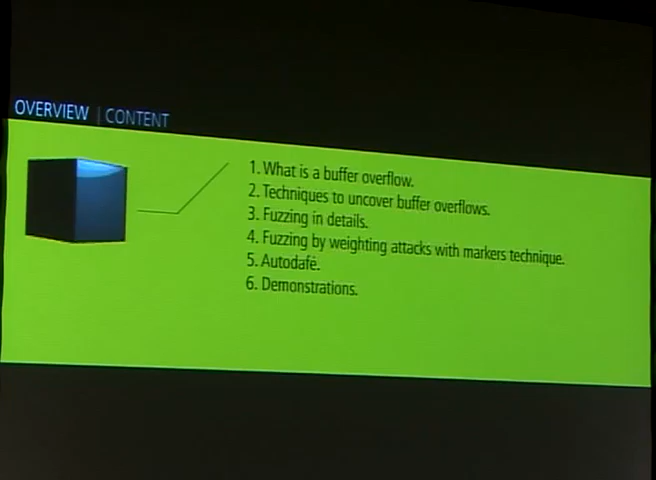 OVERVIEW | CONTENT
1. What is a buffer overflow.
2. Techniques to uncover buffer overflows.
3. Fuzzing in details.
4. Fuzzing by weighting attacks with markers technique.
5. Autodafé.
6. Demonstrations.